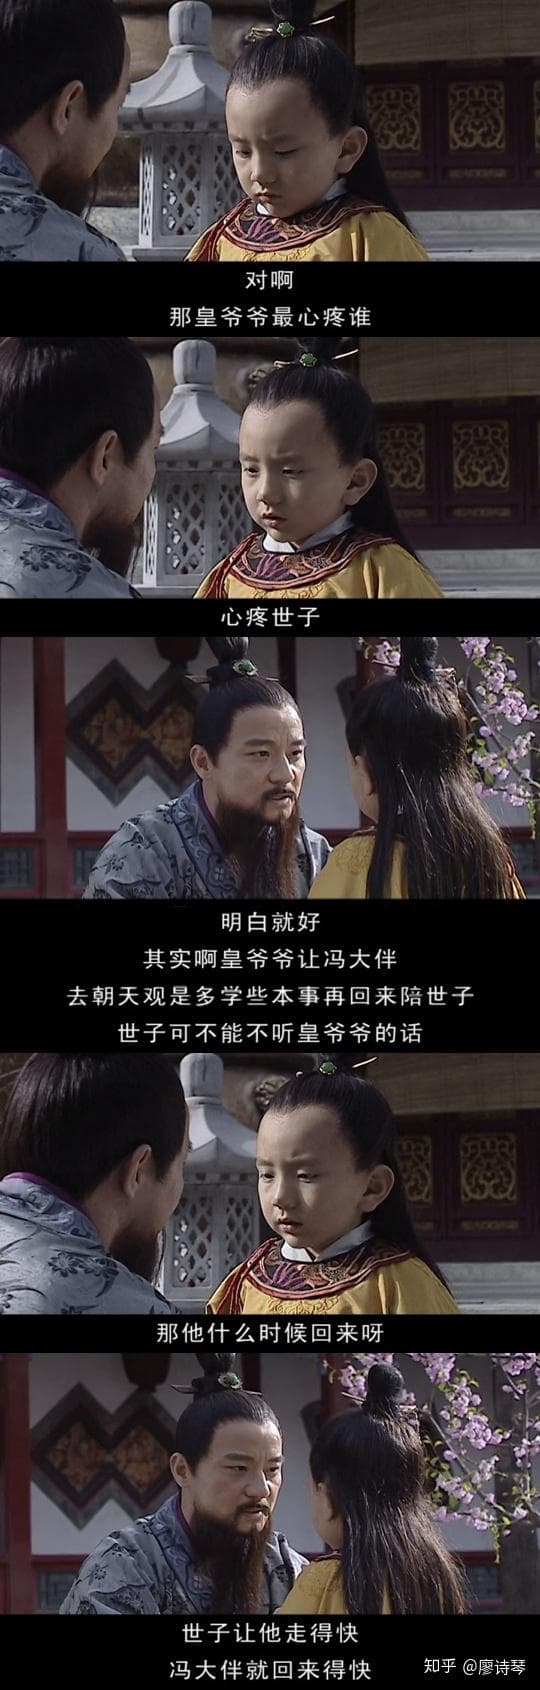 对啊
那皇爷爷最心疼谁
心疼世子
明白就好
其实啊皇爷爷让冯大伴
去朝天观是多学些本事再回来陪世子
世子可不能不听皇爷爷的话
那他什么时候回来呀
世子让他走得快
冯大伴就回来得快
知乎 @廖诗琴